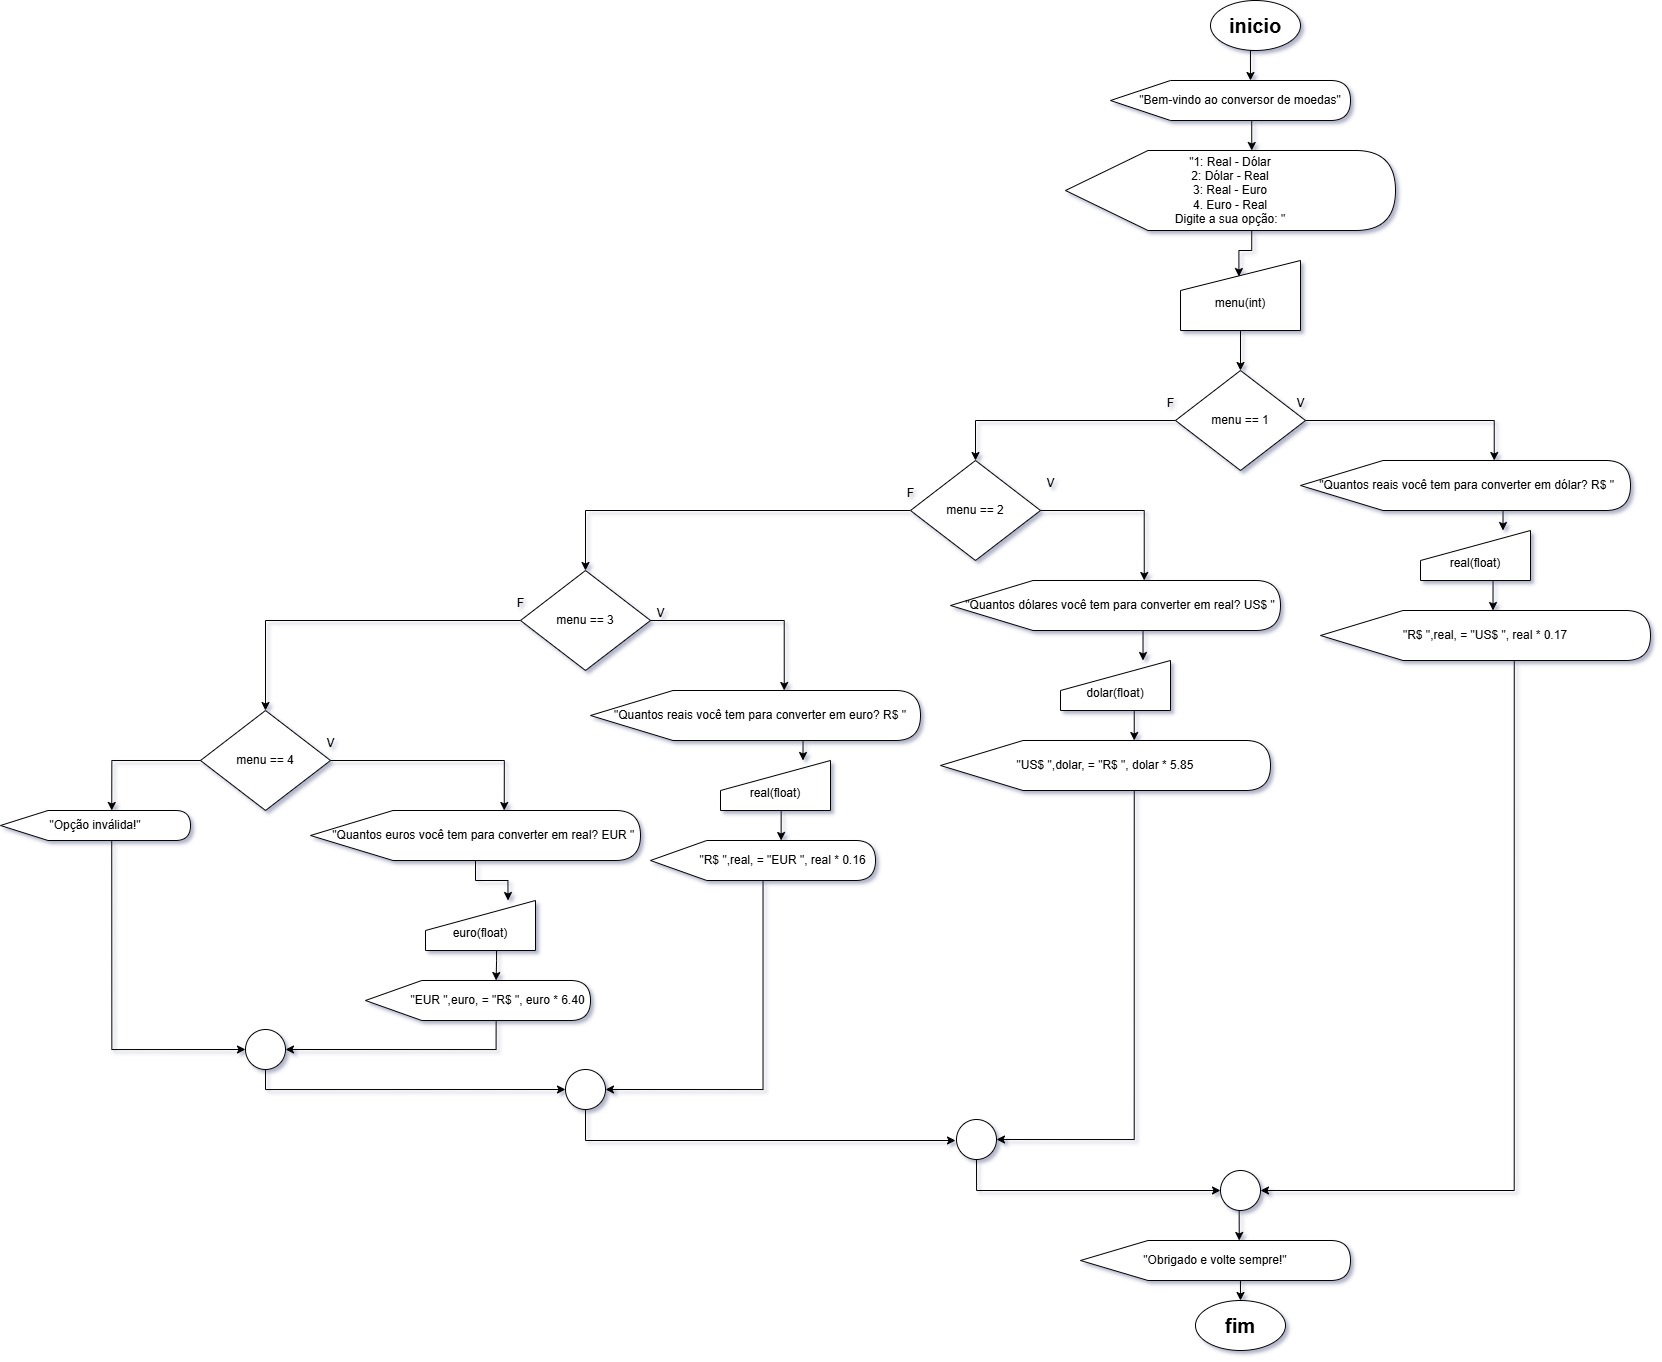 inicio
"Bem-vindo ao conversor de moedas"
"1: Real - Dólar
2: Dólar - Real
3: Real - Euro
4. Euro - Real
Digite a sua opção: "
menu(int)
F
V
menu == 1
"Quantos reais você tem para converter em dólar? R$ "
real(float)
"R$ ",real, = "US$ ", real * 0.17
F
V
menu == 2
"Quantos dólares você tem para converter em real? US$ "
dolar(float)
"US$ ",dolar, = "R$ ", dolar * 5.85
F
V
menu == 3
"Quantos reais você tem para converter em euro? R$ "
real(float)
"R$ ",real, = "EUR ", real * 0.16
V
menu == 4
"Opção inválida!"
"Quantos euros você tem para converter em real? EUR "
euro(float)
"EUR ",euro, = "R$ ", euro * 6.40
"Obrigado e volte sempre!"
fim